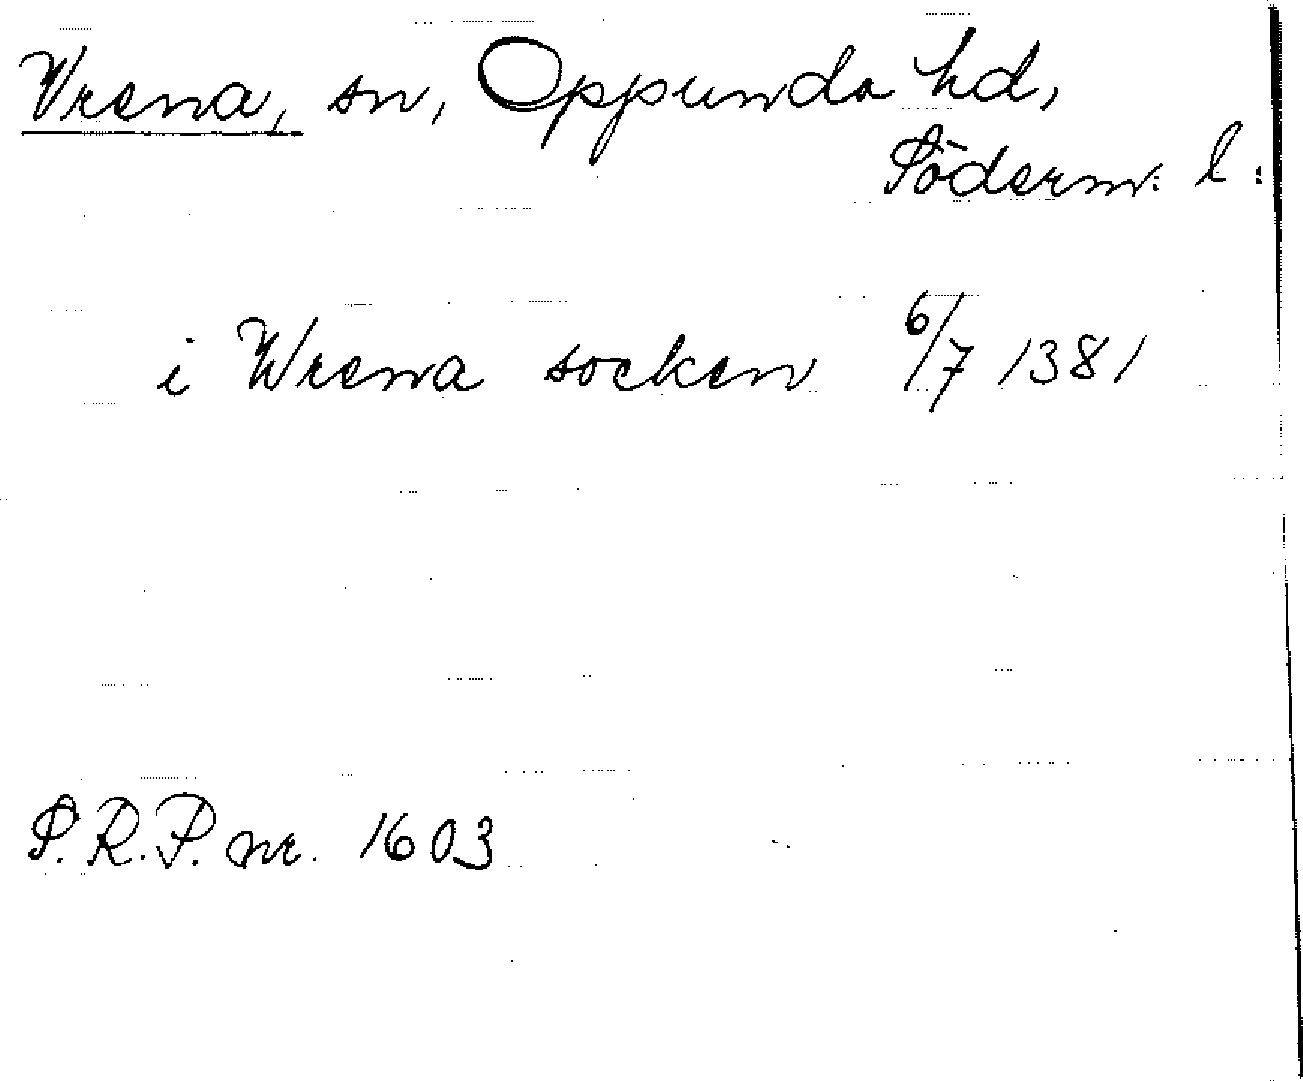 Vrena, sn, Oppunda hd,
Söderm. l.
i Wrena socken 6/7 1381
S.R.P. nr. 1603